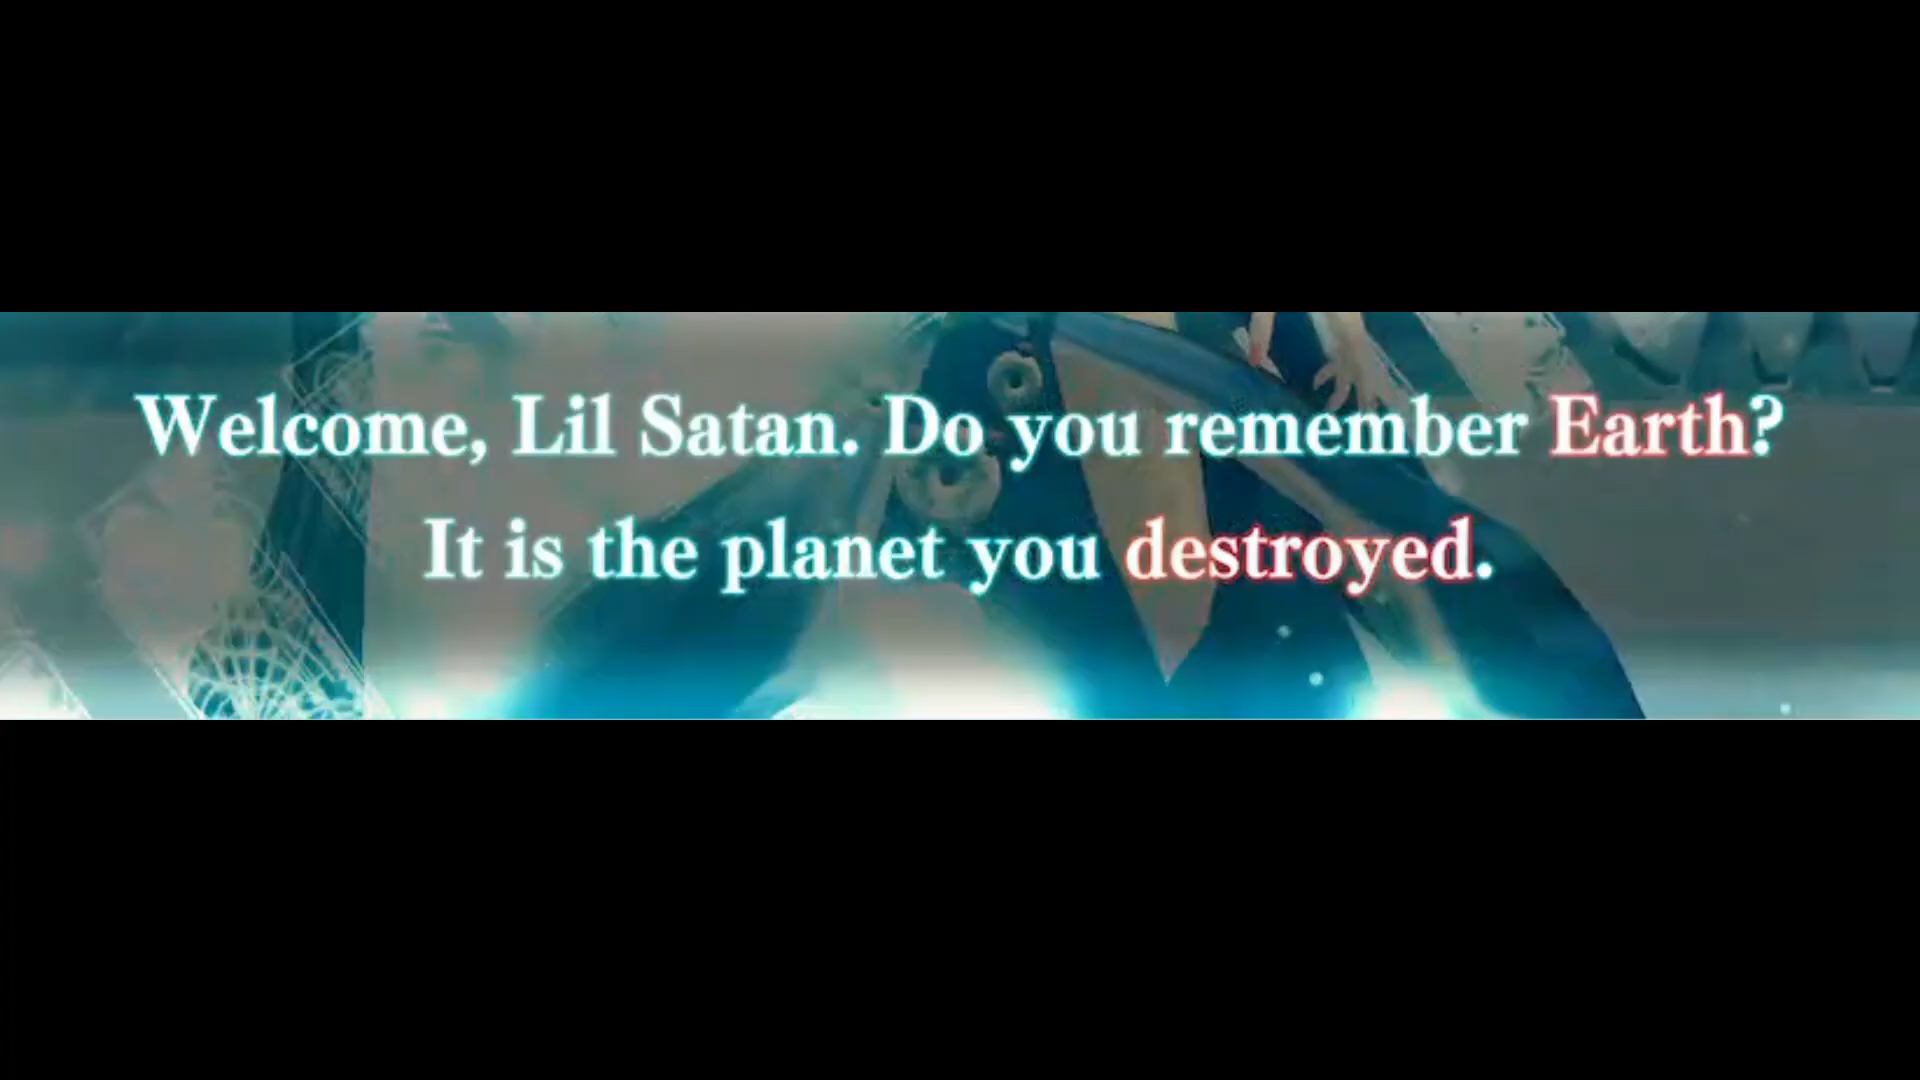 Welcome, Lil Satan. Do you remember Earth?
It is the planet you destroyed.